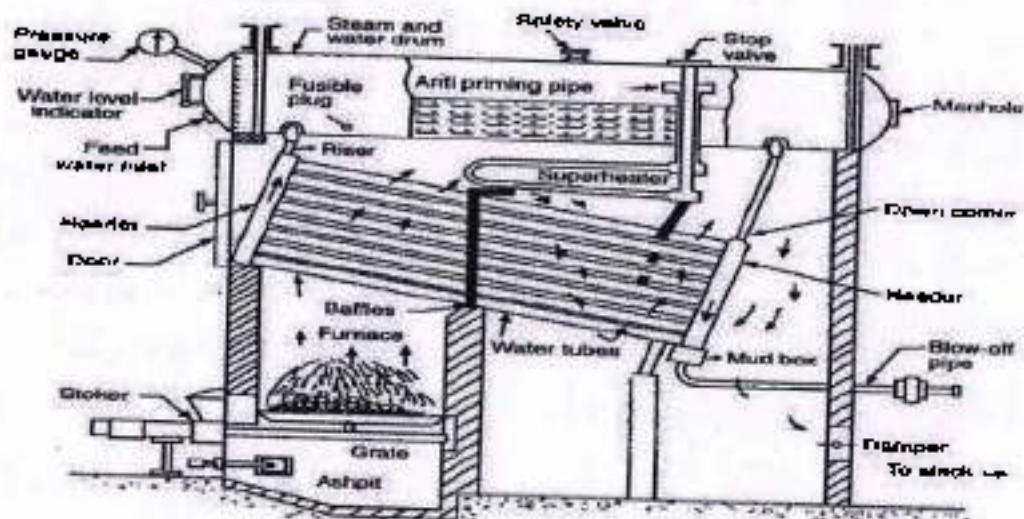 Pressure
gauge
Steam and
water drum
Safety valve
Stop
valve
Water level
indicator
Fusible
plug
Anti priming pipe
Manhole
Feed
water inlet
Riser
Superheater
Header
Door
Down comer
Header
Baffles
Furnace
Water tubes
Mud box
Blow-off
pipe
Stoker
Grate
Ashpit
Damper
To stack